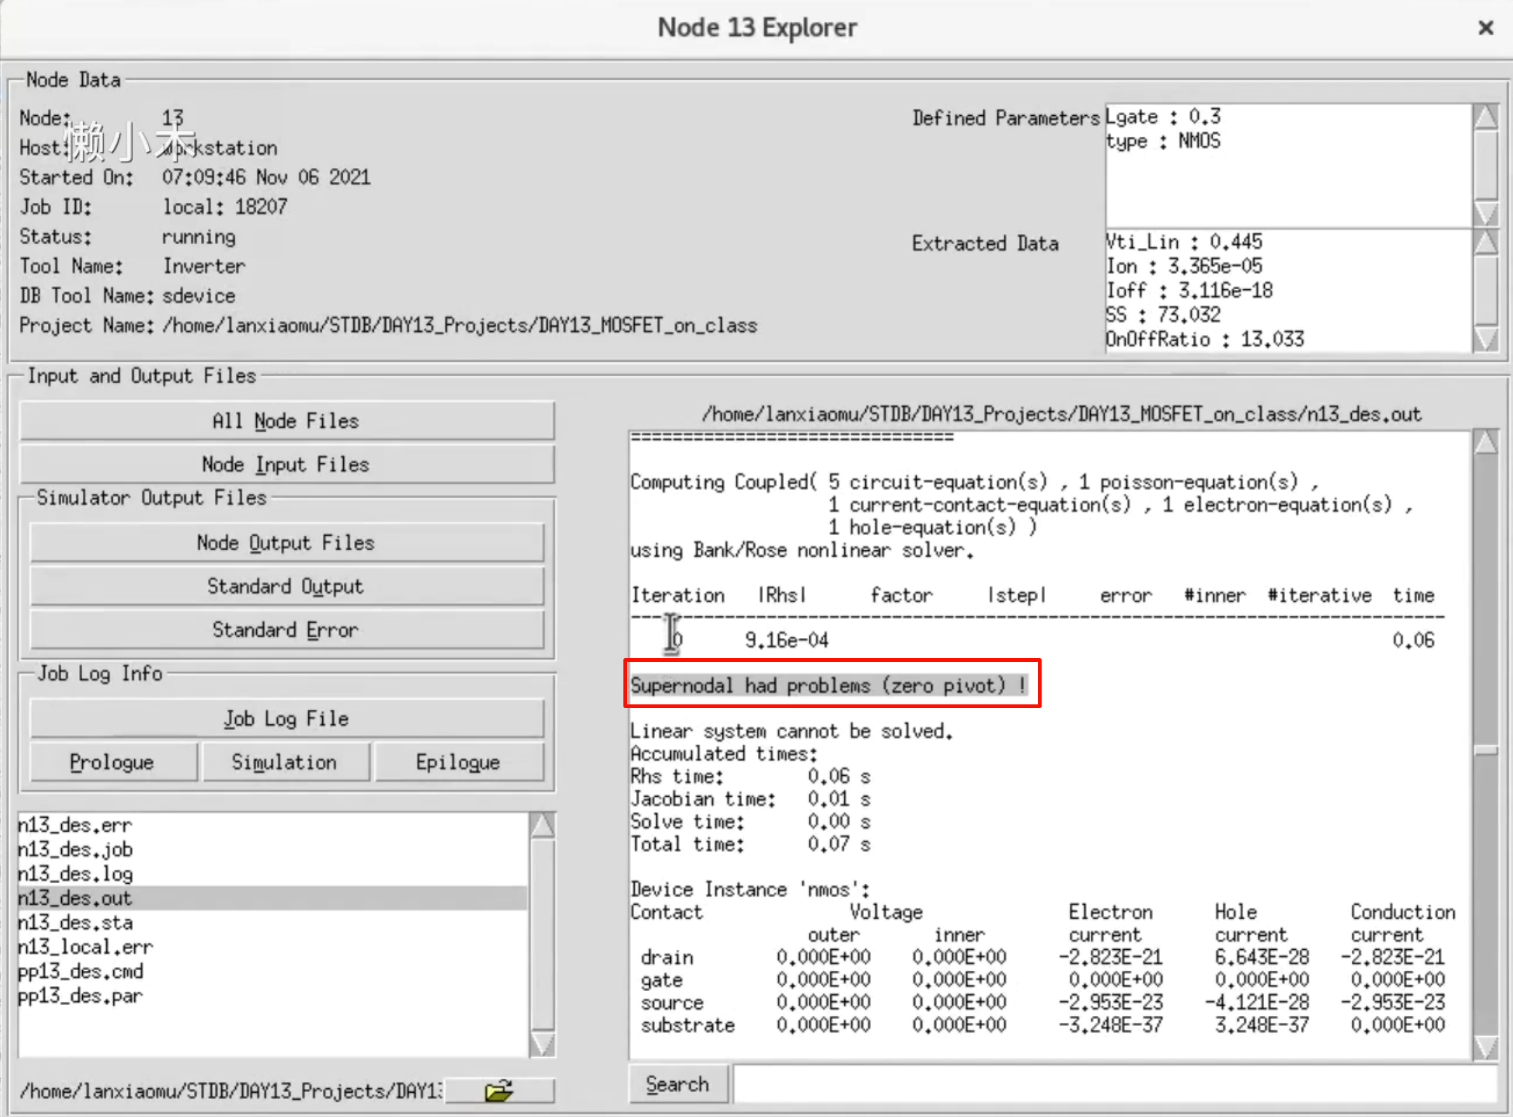 Node 13 Explorer
Node Data
Node: 13
懒小木
Host: workstation
Started On: 07:09:46 Nov 06 2021
Job ID: local: 18207
Status: running
Tool Name: Inverter
DB Tool Name: sdevice
Project Name: /home/lanxiaomu/STDB/DAY13_Projects/DAY13_MOSFET_on_class
Defined Parameters
Lgate : 0.3
type : NMOS
Extracted Data
Vti_Lin : 0.445
Ion : 3.365e-05
Ioff : 3.116e-18
SS : 73.032
OnOffRatio : 13.033
Input and Output Files
All Node Files
Node Input Files
Simulator Output Files
Node Output Files
Standard Output
Standard Error
Job Log Info
Job Log File
Prologue Simulation Epilogue
n13_des.err
n13_des.job
n13_des.log
n13_des.out
n13_des.sta
n13_local.err
pp13_des.cmd
pp13_des.par
/home/lanxiaomu/STDB/DAY13_Projects/DAY13
/home/lanxiaomu/STDB/DAY13_Projects/DAY13_MOSFET_on_class/n13_des.out
===============================
Computing Coupled( 5 circuit-equation(s) , 1 poisson-equation(s) ,
1 current-contact-equation(s) , 1 electron-equation(s) ,
1 hole-equation(s) )
using Bank/Rose nonlinear solver.
Iteration |Rhs| factor |step| error #inner #iterative time
------------------------------------------------------------------------------
0 9.16e-04 0.06
Supernodal had problems (zero pivot) !
Linear system cannot be solved.
Accumulated times:
Rhs time: 0.06 s
Jacobian time: 0.01 s
Solve time: 0.00 s
Total time: 0.07 s
Device Instance 'nmos':
Contact Voltage Electron Hole Conduction
outer inner current current current
drain 0.000E+00 0.000E+00 -2.823E-21 6.643E-28 -2.823E-21
gate 0.000E+00 0.000E+00 0.000E+00 0.000E+00 0.000E+00
source 0.000E+00 0.000E+00 -2.953E-23 -4.121E-28 -2.953E-23
substrate 0.000E+00 0.000E+00 -3.248E-37 3.248E-37 0.000E+00
Search